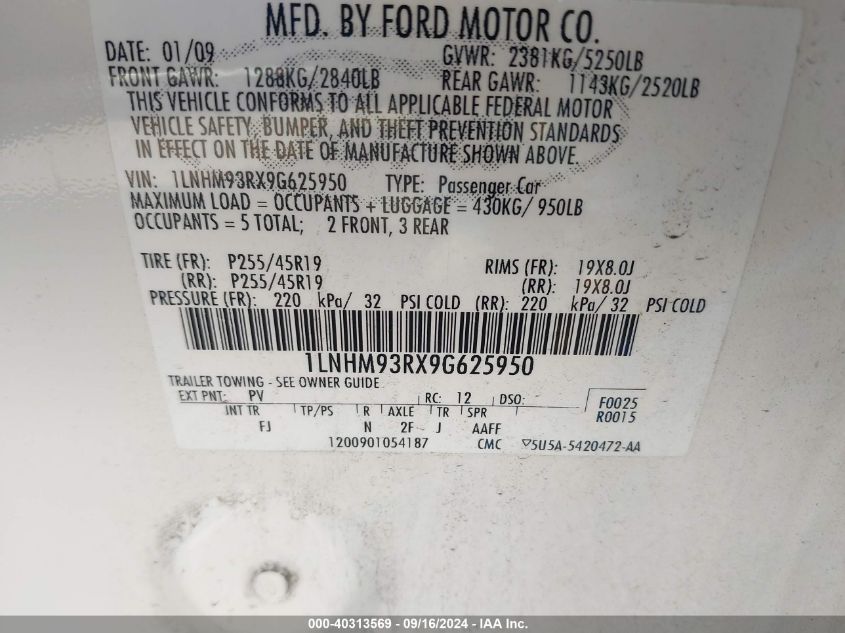 MFD. BY FORD MOTOR CO.
DATE: 01/09 GVWR: 2381KG/5250LB
FRONT GAWR: 1288KG/2840LB REAR GAWR: 1143KG/2520LB
THIS VEHICLE CONFORMS TO ALL APPLICABLE FEDERAL MOTOR
VEHICLE SAFETY, BUMPER, AND THEFT PREVENTION STANDARDS
IN EFFECT ON THE DATE OF MANUFACTURE SHOWN ABOVE.
VIN: 1LNHM93RX9G625950 TYPE: Passenger Car
MAXIMUM LOAD = OCCUPANTS + LUGGAGE = 430KG/ 950LB
OCCUPANTS = 5 TOTAL; 2 FRONT, 3 REAR
TIRE (FR): P255/45R19 RIMS (FR): 19X8.0J
(RR): P255/45R19 (RR): 19X8.0J
PRESSURE (FR): 220 kPa/ 32 PSI COLD (RR): 220 kPa/ 32 PSI COLD
1LNHM93RX9G625950
TRAILER TOWING - SEE OWNER GUIDE
EXT PNT: PV RC: 12 DSO: F0025
INT TR TP/PS R AXLE TR SPR R0015
FJ N 2F J AAFF
1200901054187 CMC ▽5U5A-5420472-AA
000-40313569 - 09/16/2024 - IAA Inc.